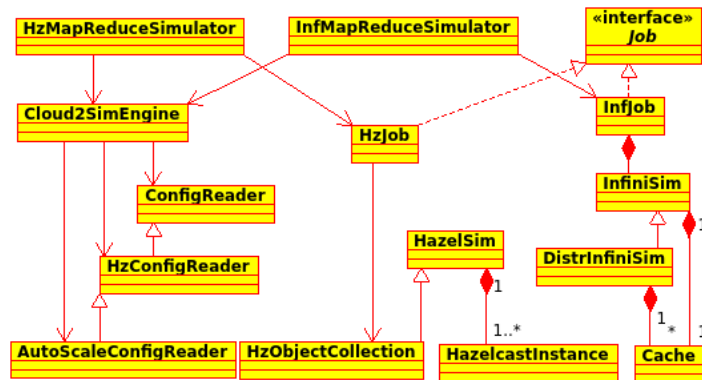 HzMapReduceSimulator
InfMapReduceSimulator
«interface»
Job
Cloud2SimEngine
HzJob
InfJob
ConfigReader
InfiniSim
HazelSim
1
HzConfigReader
DistrInfiniSim
1
1
1..*
*
1
AutoScaleConfigReader
HzObjectCollection
HazelcastInstance
Cache